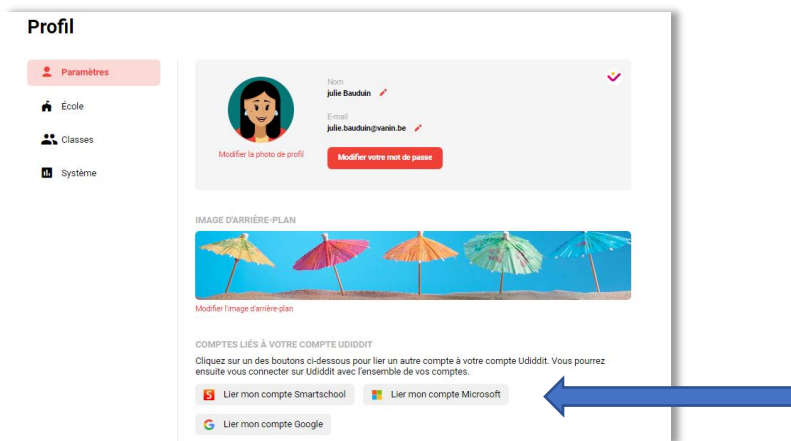 Profil
Paramètres
École
Classes
Système
Nom
julie Bauduin
E-mail
julie.bauduin@vanin.be
Modifier la photo de profil
Modifier votre mot de passe
IMAGE D'ARRIÈRE-PLAN
Modifier l'image d'arrière-plan
COMPTES LIÉS À VOTRE COMPTE UDIDDIT
Cliquez sur un des boutons ci-dessous pour lier un autre compte à votre compte Udiddit. Vous pourrez
ensuite vous connecter sur Udiddit avec l'ensemble de vos comptes.
Lier mon compte Smartschool
Lier mon compte Microsoft
Lier mon compte Google